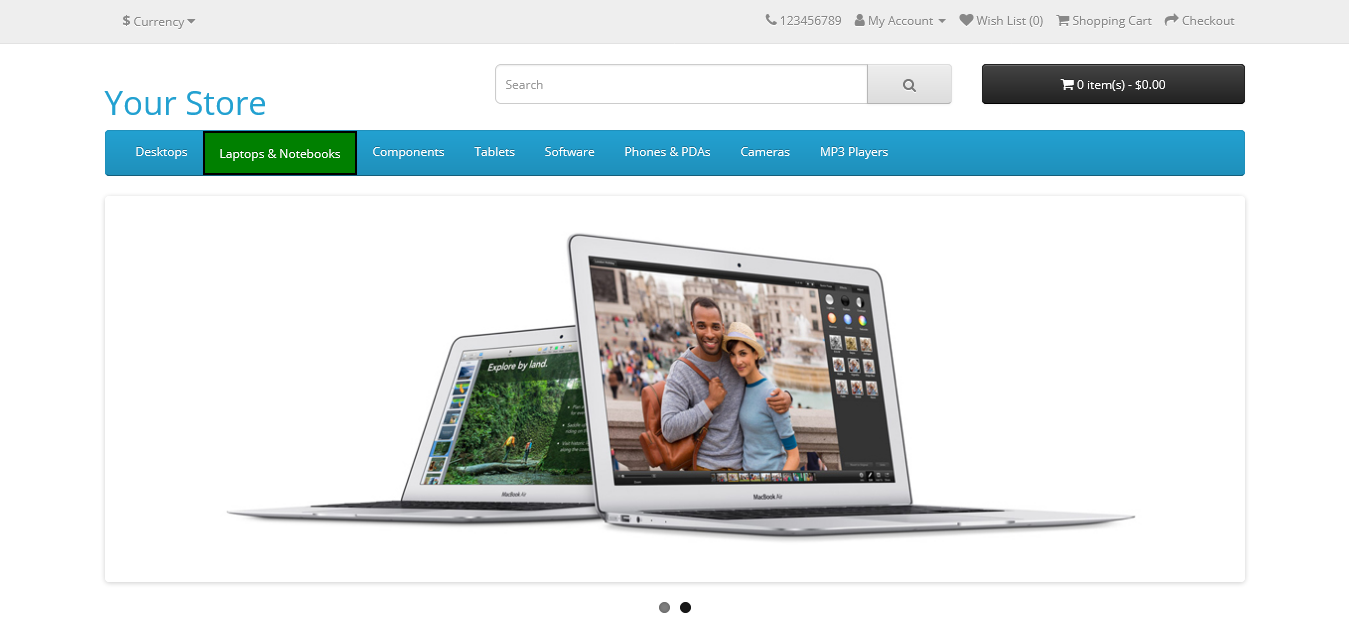 $ Currency
123456789 My Account Wish List (0) Shopping Cart Checkout
Your Store
Search
0 item(s) - $0.00
Desktops Laptops & Notebooks Components Tablets Software Phones & PDAs Cameras MP3 Players
Explore by land.
MacBook Air
MacBook Air